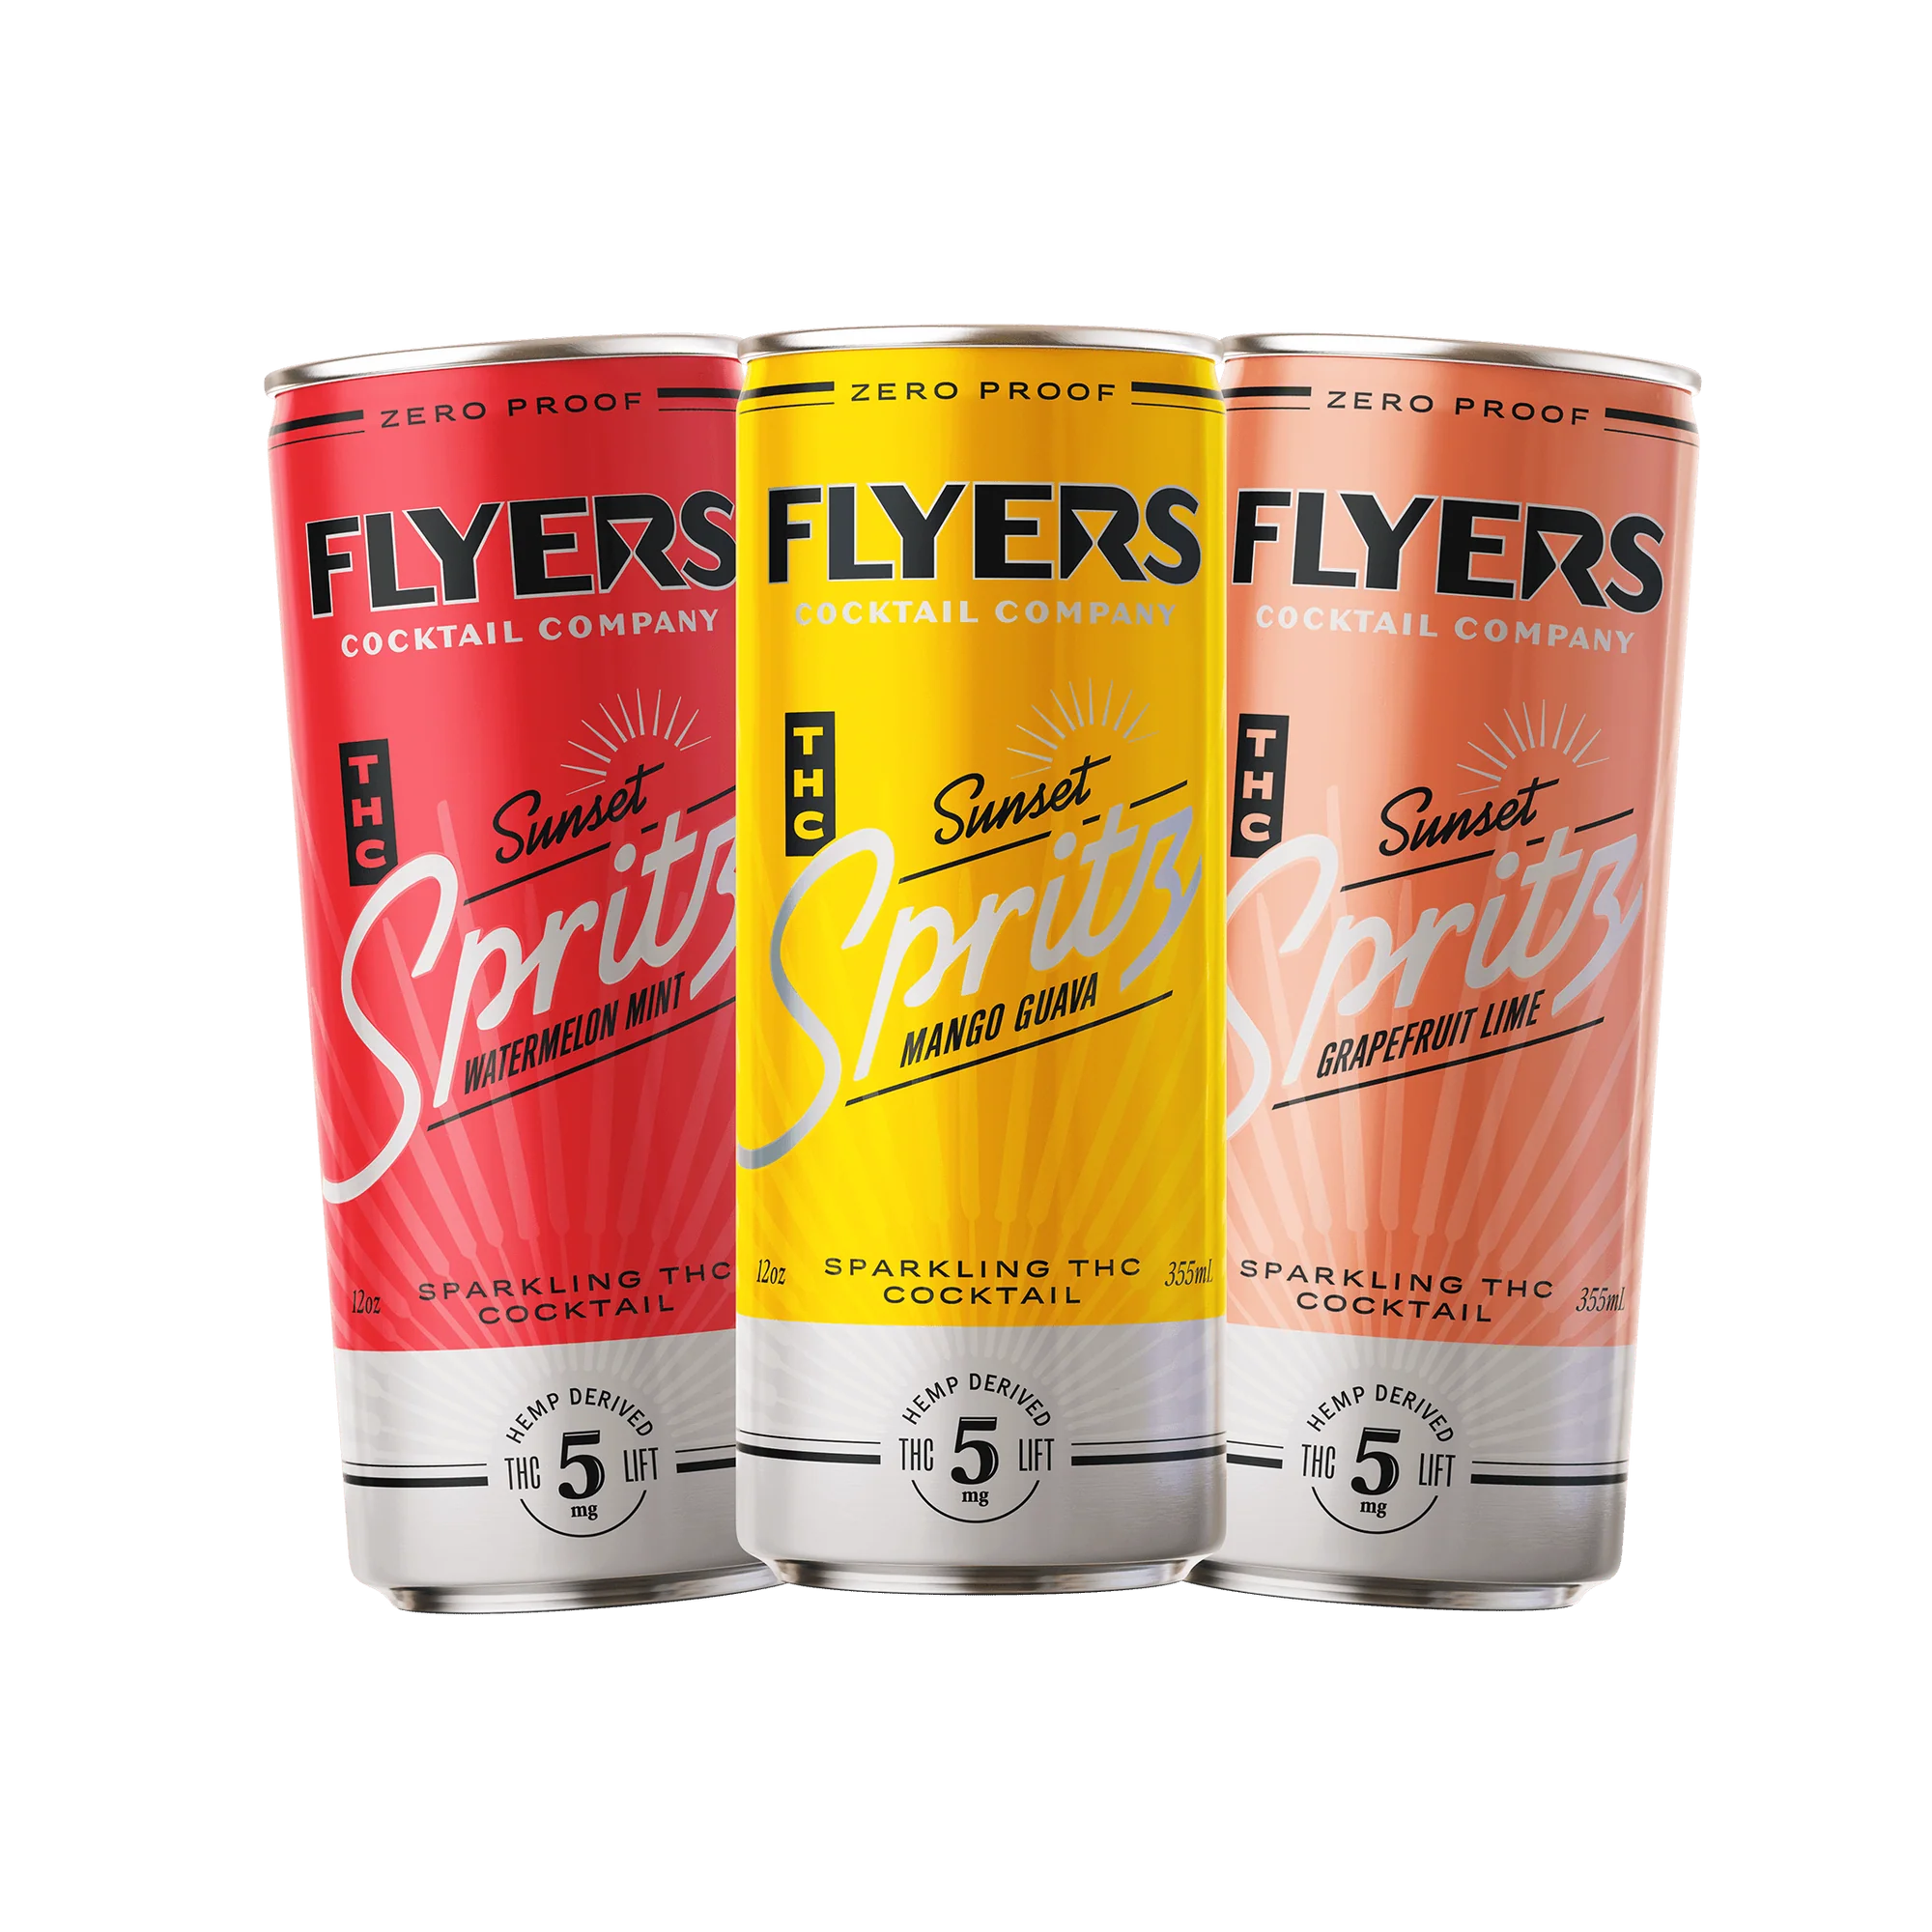 ZERO PROOF
FLYERS
COCKTAIL COMPANY
THC
Sunset
Spritz
WATERMELON MINT
12oz
SPARKLING THC
COCKTAIL
HEMP DERIVED
THC 5 LIFT
mg
ZERO PROOF
FLYERS
COCKTAIL COMPANY
THC
Sunset
Spritz
MANGO GUAVA
12oz
SPARKLING THC
COCKTAIL
355mL
HEMP DERIVED
THC 5 LIFT
mg
ZERO PROOF
FLYERS
COCKTAIL COMPANY
THC
Sunset
Spritz
GRAPEFRUIT LIME
SPARKLING THC
COCKTAIL
355mL
HEMP DERIVED
THC 5 LIFT
mg